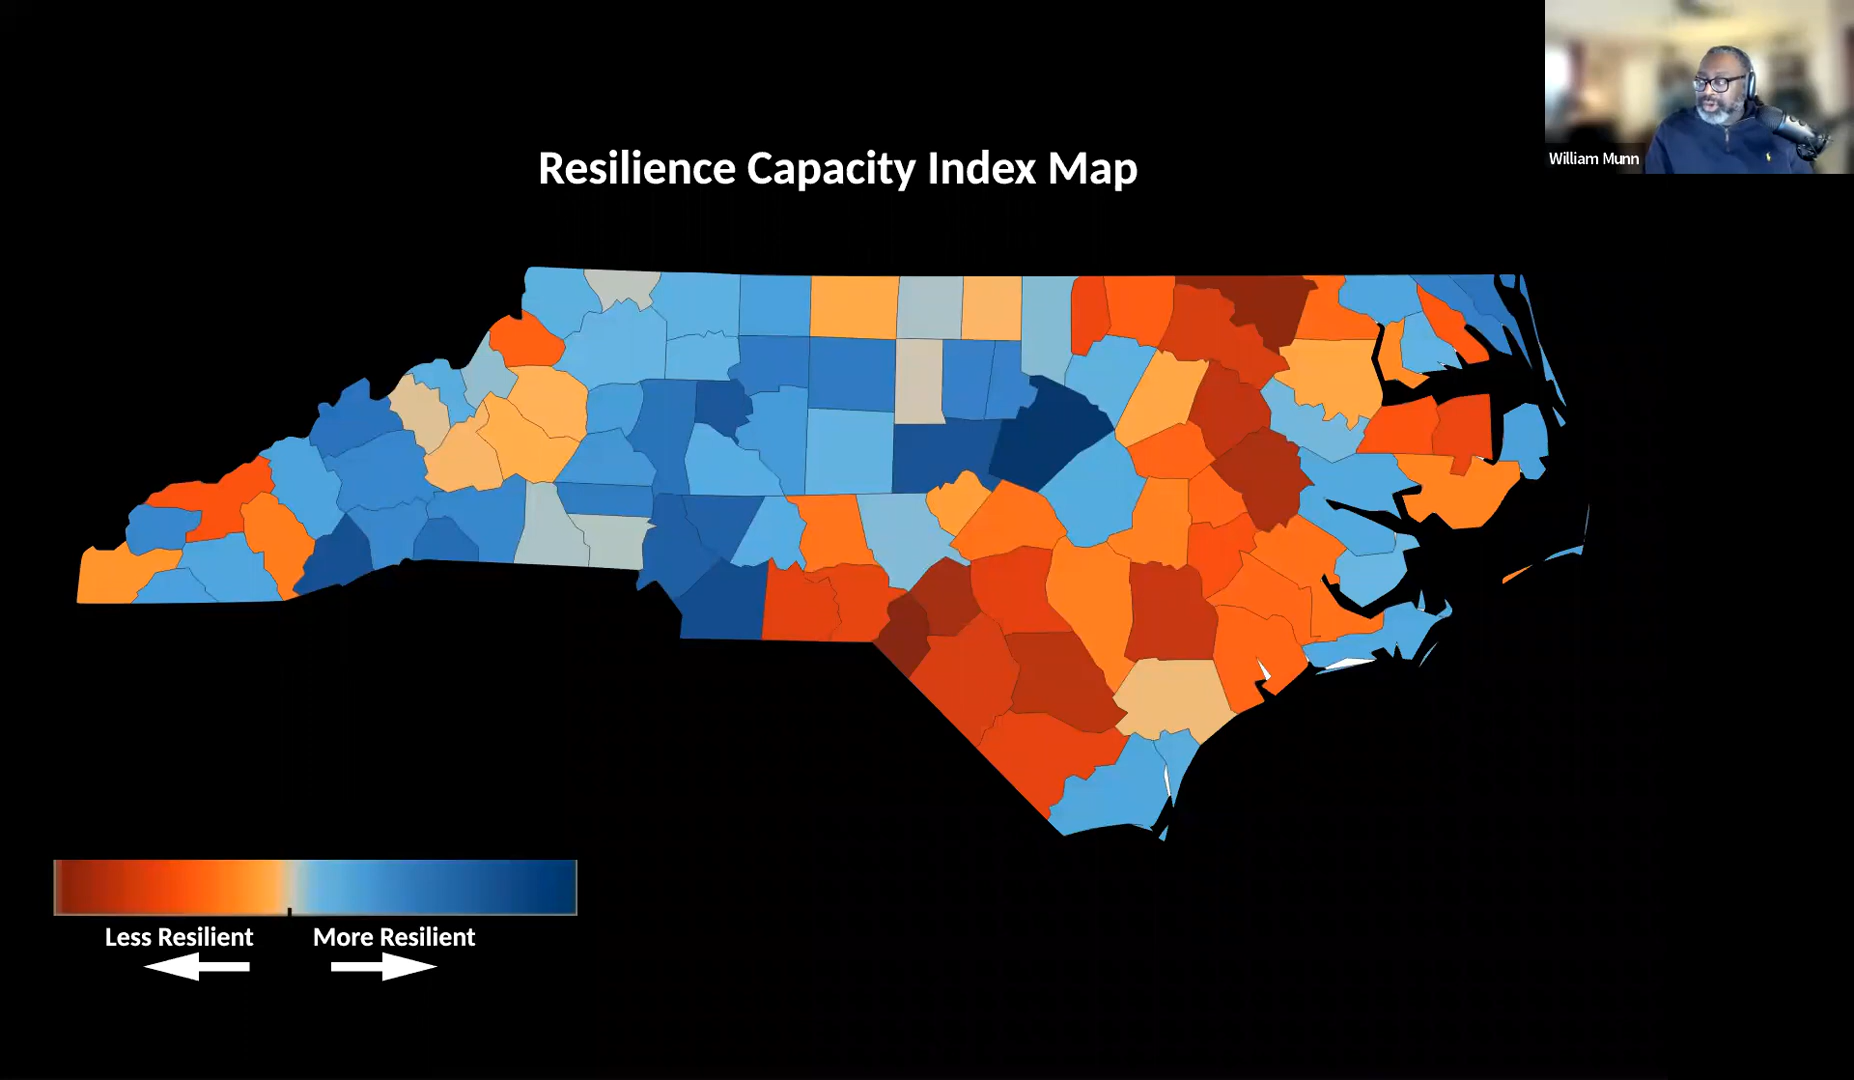 William Munn
Resilience Capacity Index Map
Less Resilient
More Resilient